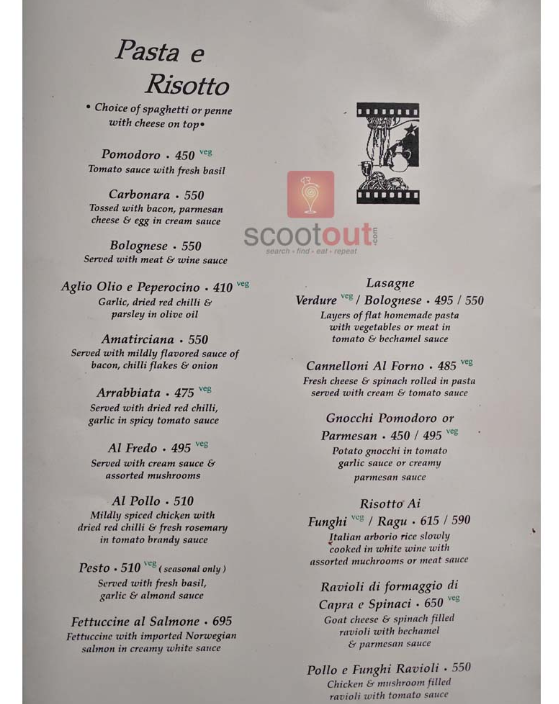 Pasta e
Risotto
• Choice of spaghetti or penne
with cheese on top•
Pomodoro • 450 veg
Tomato sauce with fresh basil
Carbonara • 550
Tossed with bacon, parmesan
cheese & egg in cream sauce
Bolognese • 550
Served with meat & wine sauce
Aglio Olio e Peperocino • 410 veg
Garlic, dried red chilli &
parsley in olive oil
Amatirciana • 550
Served with mildly flavored sauce of
bacon, chilli flakes & onion
Arrabbiata • 475 veg
Served with dried red chilli,
garlic in spicy tomato sauce
Al Fredo • 495 veg
Served with cream sauce &
assorted mushrooms
Al Pollo • 510
Mildly spiced chicken with
dried red chilli & fresh rosemary
in tomato brandy sauce
Pesto • 510 veg (seasonal only)
Served with fresh basil,
garlic & almond sauce
Fettuccine al Salmone • 695
Fettuccine with imported Norwegian
salmon in creamy white sauce
scootout.com
search - find - eat - repeat
Lasagne
Verdure veg / Bolognese • 495 / 550
Layers of flat homemade pasta
with vegetables or meat in
tomato & bechamel sauce
Cannelloni Al Forno • 485 veg
Fresh cheese & spinach rolled in pasta
served with cream & tomato sauce
Gnocchi Pomodoro or
Parmesan • 450 / 495 veg
Potato gnocchi in tomato
garlic sauce or creamy
parmesan sauce
Risotto Ai
Funghi veg / Ragu • 615 / 590
Italian arborio rice slowly
cooked in white wine with
assorted muchrooms or meat sauce
Ravioli di formaggio di
Capra e Spinaci • 650 veg
Goat cheese & spinach filled
ravioli with bechamel
& parmesan sauce
Pollo e Funghi Ravioli • 550
Chicken & mushroom filled
ravioli with tomato sauce